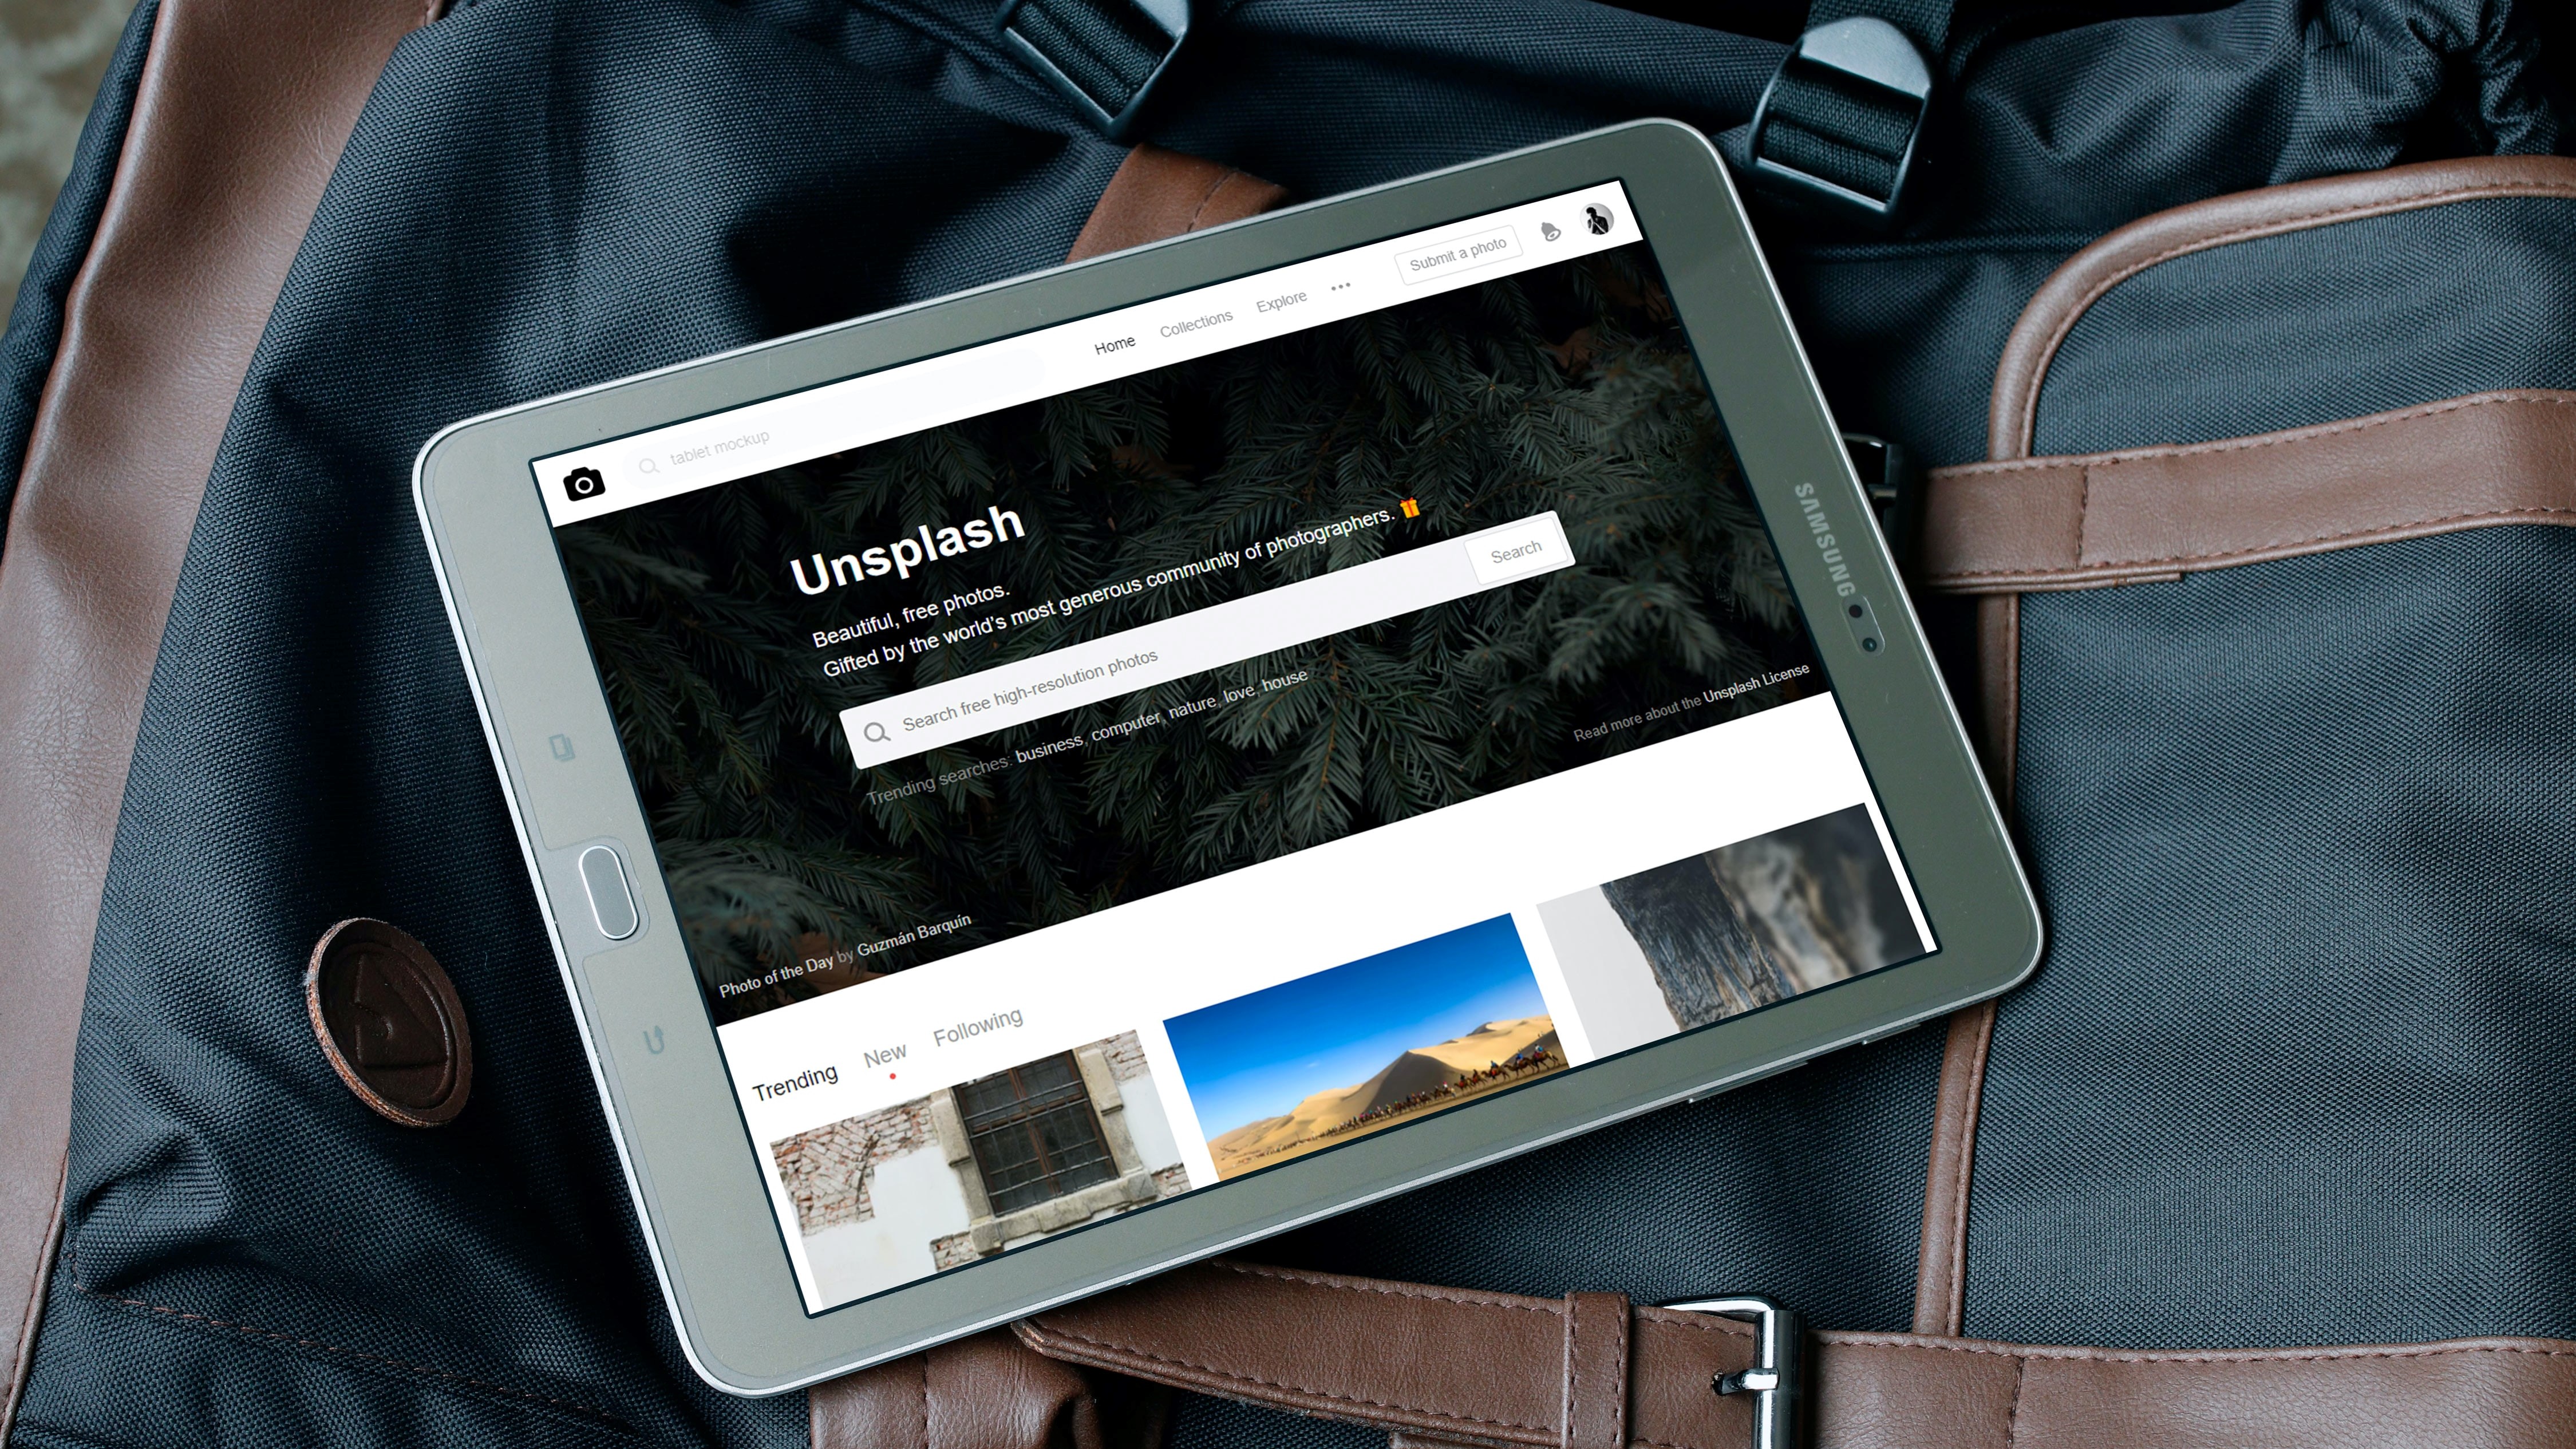 tablet mockup
Home
Collections
Explore
Submit a photo
Unsplash
Beautiful, free photos.
Gifted by the world's most generous community of photographers.
Search free high-resolution photos
Search
Trending searches: business, computer, nature, love, house
Photo of the Day by Guzmán Barquín
Read more about the Unsplash License
Trending
New
Following
SAMSUNG